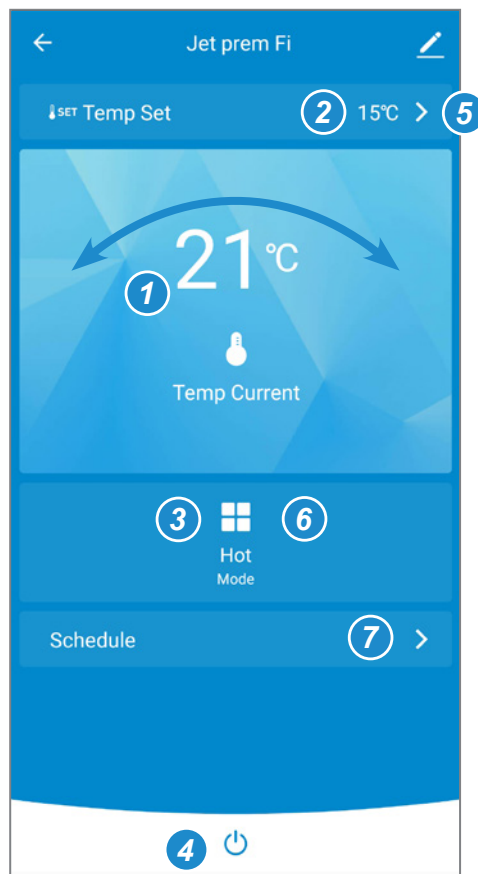 Jet prem Fi
SET Temp Set 2 15℃ 5
21℃
1
Temp Current
3 6
Hot
Mode
Schedule 7
4